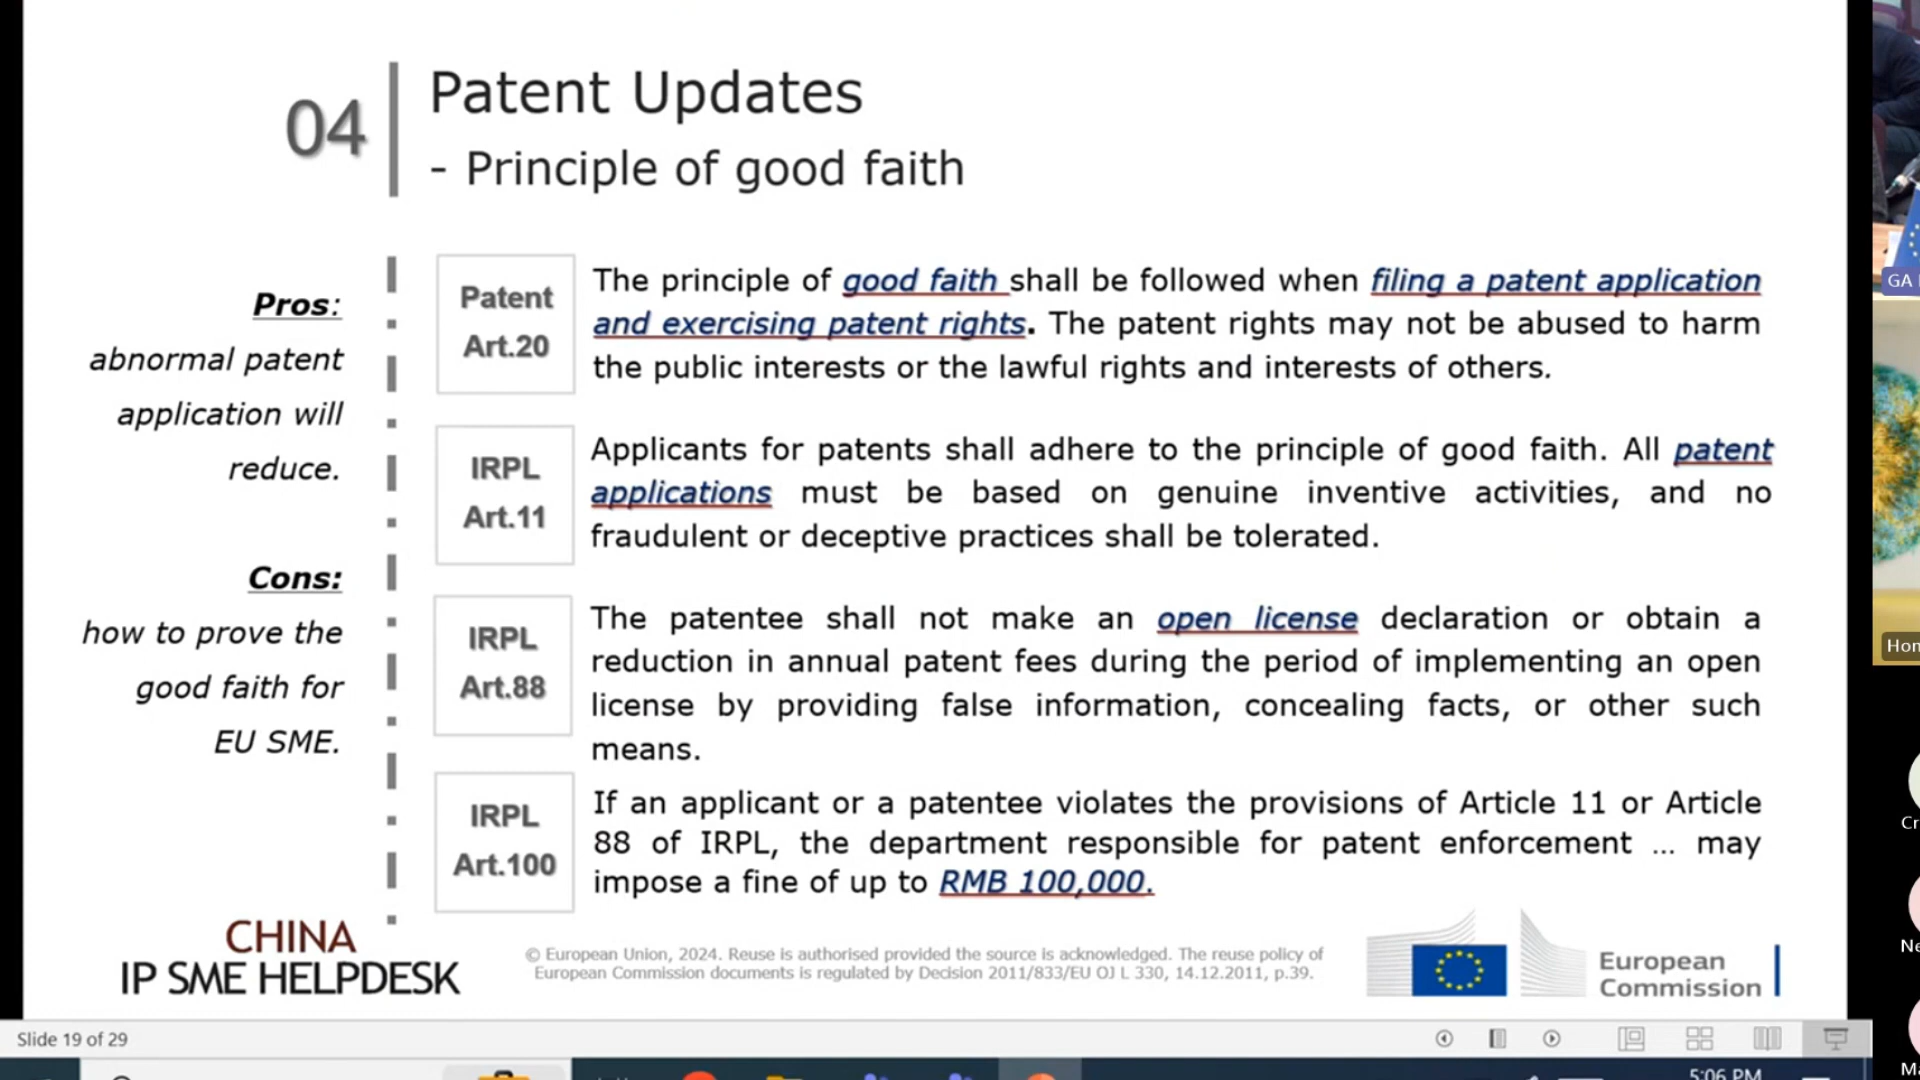 04
Patent Updates
- Principle of good faith
Pros:
abnormal patent
application will
reduce.
Cons:
how to prove the
good faith for
EU SME.
Patent
Art.20
The principle of good faith shall be followed when filing a patent application
and exercising patent rights. The patent rights may not be abused to harm
the public interests or the lawful rights and interests of others.
IRPL
Art.11
Applicants for patents shall adhere to the principle of good faith. All patent
applications must be based on genuine inventive activities, and no
fraudulent or deceptive practices shall be tolerated.
IRPL
Art.88
The patentee shall not make an open license declaration or obtain a
reduction in annual patent fees during the period of implementing an open
license by providing false information, concealing facts, or other such
means.
IRPL
Art.100
If an applicant or a patentee violates the provisions of Article 11 or Article
88 of IRPL, the department responsible for patent enforcement … may
impose a fine of up to RMB 100,000.
CHINA
IP SME HELPDESK
© European Union, 2024. Reuse is authorised provided the source is acknowledged. The reuse policy of
European Commission documents is regulated by Decision 2011/833/EU OJ L 330, 14.12.2011, p.39.
European
Commission
Slide 19 of 29
5:06 PM
GA
Hon
Cr
Ne
Ma